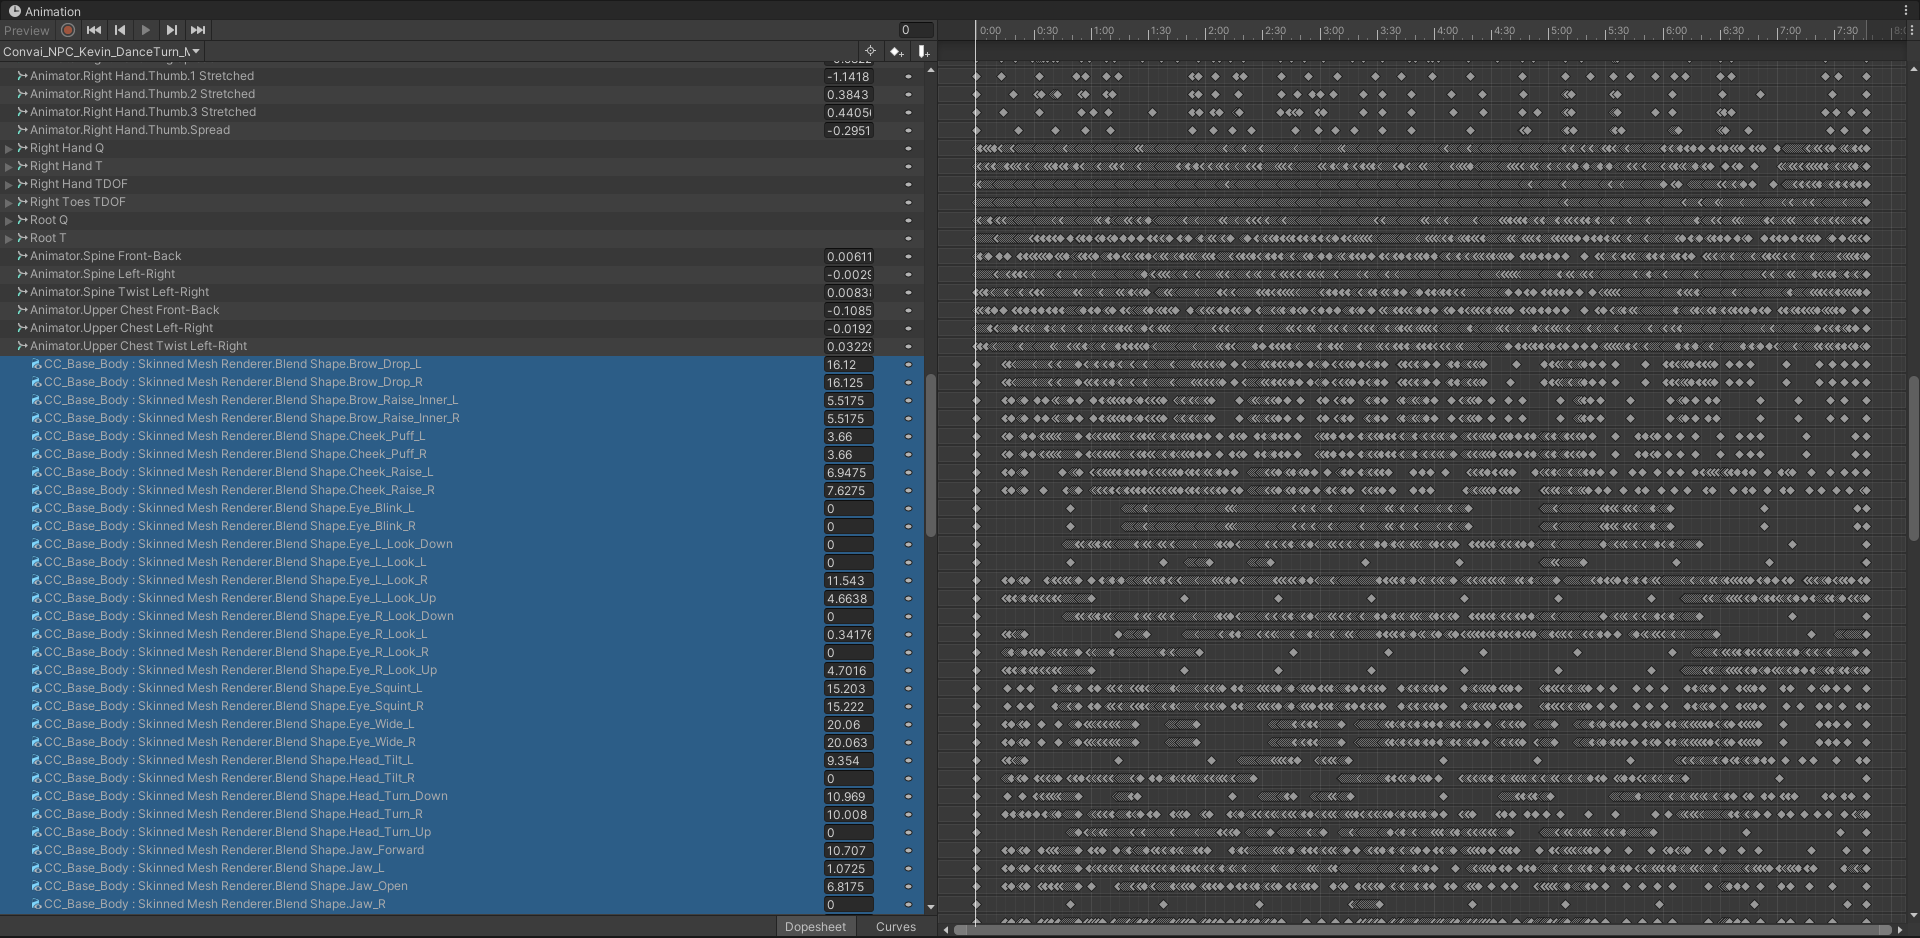 Animation
Preview
0
0:00 0:30 1:00 1:30 2:00 2:30 3:00 3:30 4:00 4:30 5:00 5:30 6:00 6:30 7:00 7:30
Convai_NPC_Kevin_DanceTurn_
Animator.Right Hand.Thumb.1 Stretched -1.1418
Animator.Right Hand.Thumb.2 Stretched 0.3843
Animator.Right Hand.Thumb.3 Stretched 0.4405
Animator.Right Hand.Thumb.Spread -0.2951
Right Hand Q
Right Hand T
Right Hand TDOF
Right Toes TDOF
Root Q
Root T
Animator.Spine Front-Back 0.00611
Animator.Spine Left-Right -0.0029
Animator.Spine Twist Left-Right 0.0083
Animator.Upper Chest Front-Back -0.1085
Animator.Upper Chest Left-Right -0.0192
Animator.Upper Chest Twist Left-Right 0.0322
CC_Base_Body : Skinned Mesh Renderer.Blend Shape.Brow_Drop_L 16.12
CC_Base_Body : Skinned Mesh Renderer.Blend Shape.Brow_Drop_R 16.125
CC_Base_Body : Skinned Mesh Renderer.Blend Shape.Brow_Raise_Inner_L 5.5175
CC_Base_Body : Skinned Mesh Renderer.Blend Shape.Brow_Raise_Inner_R 5.5175
CC_Base_Body : Skinned Mesh Renderer.Blend Shape.Cheek_Puff_L 3.66
CC_Base_Body : Skinned Mesh Renderer.Blend Shape.Cheek_Puff_R 3.66
CC_Base_Body : Skinned Mesh Renderer.Blend Shape.Cheek_Raise_L 6.9475
CC_Base_Body : Skinned Mesh Renderer.Blend Shape.Cheek_Raise_R 7.6275
CC_Base_Body : Skinned Mesh Renderer.Blend Shape.Eye_Blink_L 0
CC_Base_Body : Skinned Mesh Renderer.Blend Shape.Eye_Blink_R 0
CC_Base_Body : Skinned Mesh Renderer.Blend Shape.Eye_L_Look_Down 0
CC_Base_Body : Skinned Mesh Renderer.Blend Shape.Eye_L_Look_L 0
CC_Base_Body : Skinned Mesh Renderer.Blend Shape.Eye_L_Look_R 11.543
CC_Base_Body : Skinned Mesh Renderer.Blend Shape.Eye_L_Look_Up 4.6638
CC_Base_Body : Skinned Mesh Renderer.Blend Shape.Eye_R_Look_Down 0
CC_Base_Body : Skinned Mesh Renderer.Blend Shape.Eye_R_Look_L 0.3417
CC_Base_Body : Skinned Mesh Renderer.Blend Shape.Eye_R_Look_R 0
CC_Base_Body : Skinned Mesh Renderer.Blend Shape.Eye_R_Look_Up 4.7016
CC_Base_Body : Skinned Mesh Renderer.Blend Shape.Eye_Squint_L 15.203
CC_Base_Body : Skinned Mesh Renderer.Blend Shape.Eye_Squint_R 15.222
CC_Base_Body : Skinned Mesh Renderer.Blend Shape.Eye_Wide_L 20.06
CC_Base_Body : Skinned Mesh Renderer.Blend Shape.Eye_Wide_R 20.063
CC_Base_Body : Skinned Mesh Renderer.Blend Shape.Head_Tilt_L 9.354
CC_Base_Body : Skinned Mesh Renderer.Blend Shape.Head_Tilt_R 0
CC_Base_Body : Skinned Mesh Renderer.Blend Shape.Head_Turn_Down 10.969
CC_Base_Body : Skinned Mesh Renderer.Blend Shape.Head_Turn_R 10.008
CC_Base_Body : Skinned Mesh Renderer.Blend Shape.Head_Turn_Up 0
CC_Base_Body : Skinned Mesh Renderer.Blend Shape.Jaw_Forward 10.707
CC_Base_Body : Skinned Mesh Renderer.Blend Shape.Jaw_L 1.0725
CC_Base_Body : Skinned Mesh Renderer.Blend Shape.Jaw_Open 6.8175
CC_Base_Body : Skinned Mesh Renderer.Blend Shape.Jaw_R 0
Dopesheet Curves